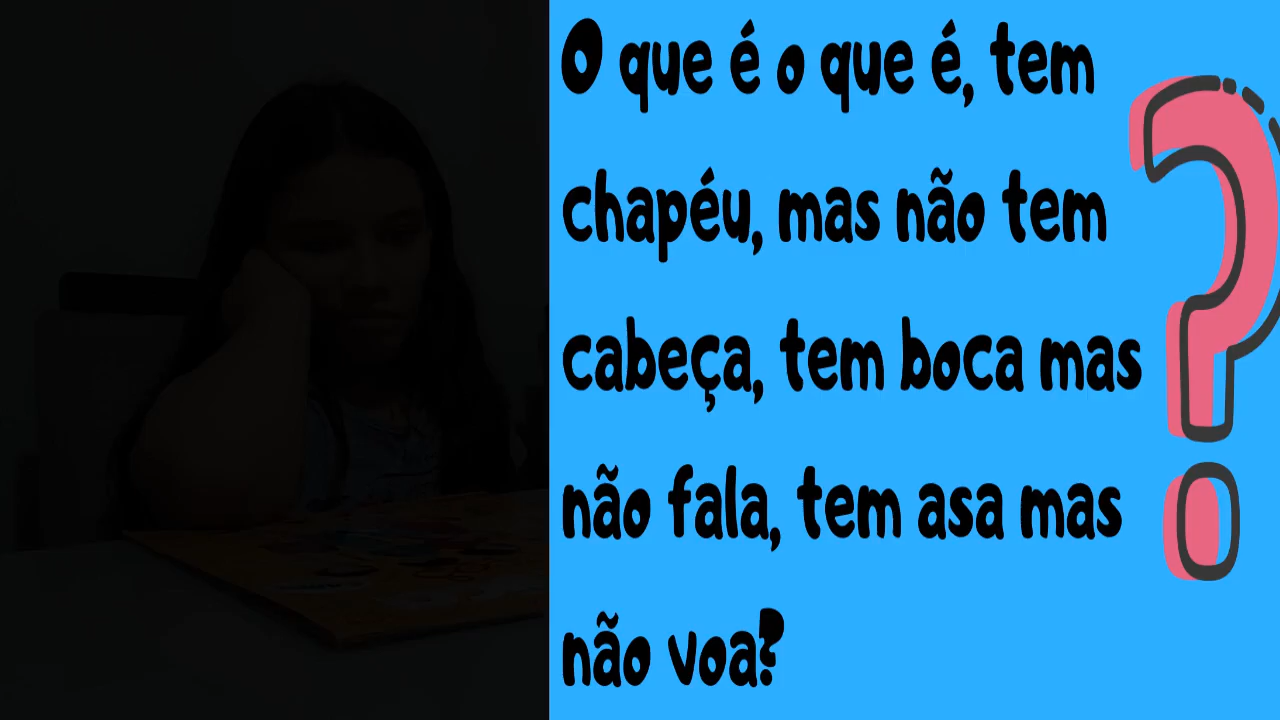 O que é o que é, tem
chapéu, mas não tem
cabeça, tem boca mas
não fala, tem asa mas
não voa?